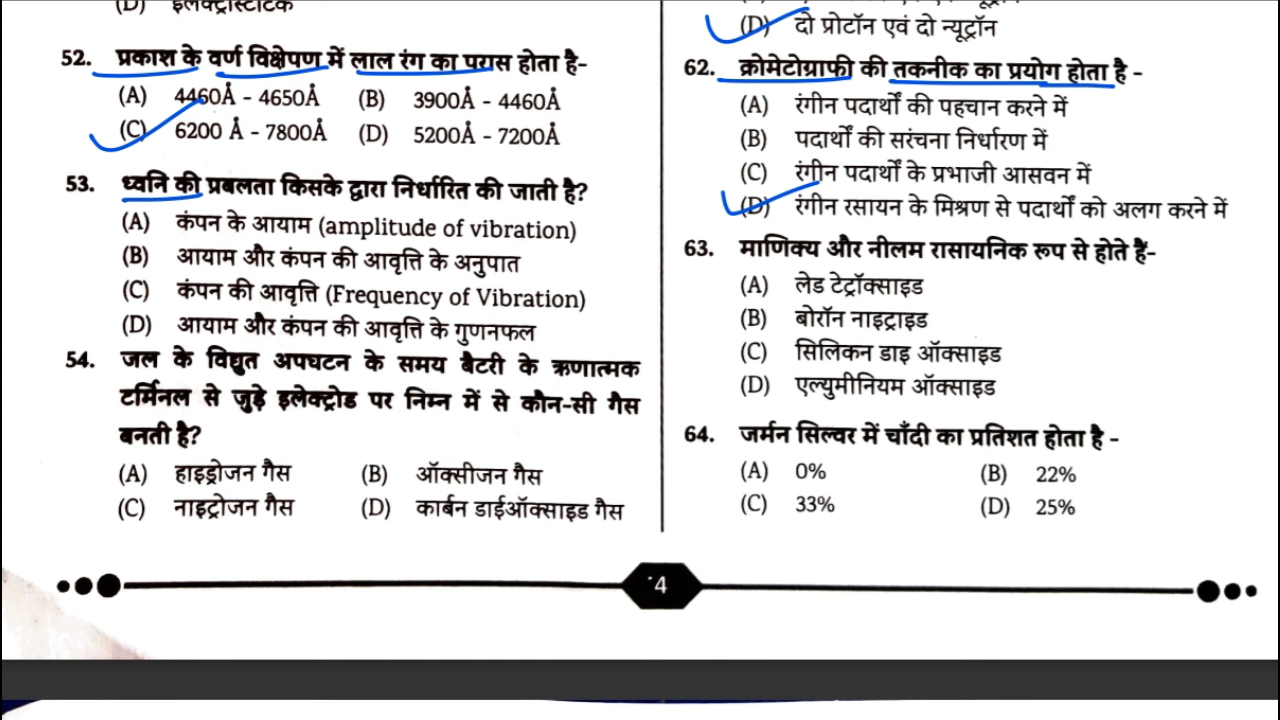 (D) इलेक्ट्रोस्टैटिक
52. प्रकाश के वर्ण विक्षेपण में लाल रंग का परास होता है-
(A) 4460Å - 4650Å (B) 3900Å - 4460Å
(C) 6200 Å - 7800Å (D) 5200Å - 7200Å
53. ध्वनि की प्रबलता किसके द्वारा निर्धारित की जाती है?
(A) कंपन के आयाम (amplitude of vibration)
(B) आयाम और कंपन की आवृत्ति के अनुपात
(C) कंपन की आवृत्ति (Frequency of Vibration)
(D) आयाम और कंपन की आवृत्ति के गुणनफल
54. जल के विद्युत अपघटन के समय बैटरी के ऋणात्मक
टर्मिनल से जुड़े इलेक्ट्रोड पर निम्न में से कौन-सी गैस
बनती है?
(A) हाइड्रोजन गैस (B) ऑक्सीजन गैस
(C) नाइट्रोजन गैस (D) कार्बन डाईऑक्साइड गैस
(D) दो प्रोटॉन एवं दो न्यूट्रॉन
62. क्रोमेटोग्राफी की तकनीक का प्रयोग होता है -
(A) रंगीन पदार्थों की पहचान करने में
(B) पदार्थों की सरंचना निर्धारण में
(C) रंगीन पदार्थों के प्रभाजी आसवन में
(D) रंगीन रसायन के मिश्रण से पदार्थों को अलग करने में
63. माणिक्य और नीलम रासायनिक रूप से होते हैं-
(A) लेड टेट्रॉक्साइड
(B) बोरॉन नाइट्राइड
(C) सिलिकन डाइ ऑक्साइड
(D) एल्युमीनियम ऑक्साइड
64. जर्मन सिल्वर में चाँदी का प्रतिशत होता है -
(A) 0% (B) 22%
(C) 33% (D) 25%
4